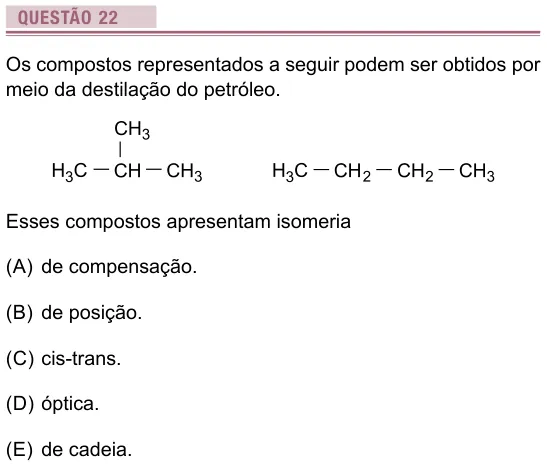 QUESTÃO 22
Os compostos representados a seguir podem ser obtidos por
meio da destilação do petróleo.
CH₃
|
H₃C — CH — CH₃ H₃C — CH₂ — CH₂ — CH₃
Esses compostos apresentam isomeria
(A) de compensação.
(B) de posição.
(C) cis-trans.
(D) óptica.
(E) de cadeia.